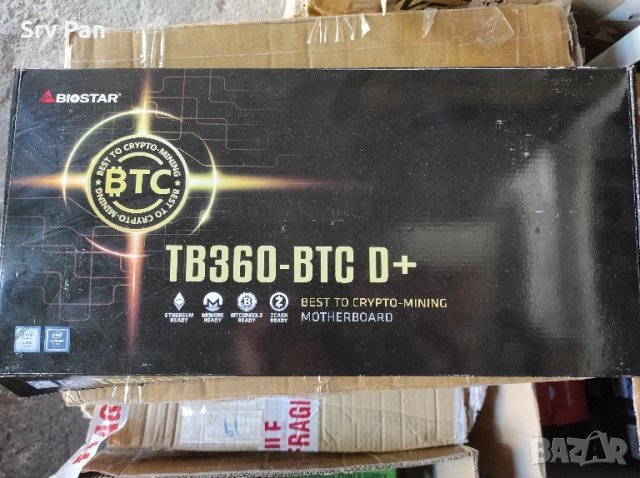 Srv Pan
BIOSTAR
BEST TO CRYPTO-MINING
BTC
BEST TO CRYPTO-MINING
TB360-BTC D+
ETHEREUM READY
MONERO READY
BITCOINGOLD READY
ZCASH READY
BEST TO CRYPTO-MINING
MOTHERBOARD
FRAGI
FRAGI
BAZAR